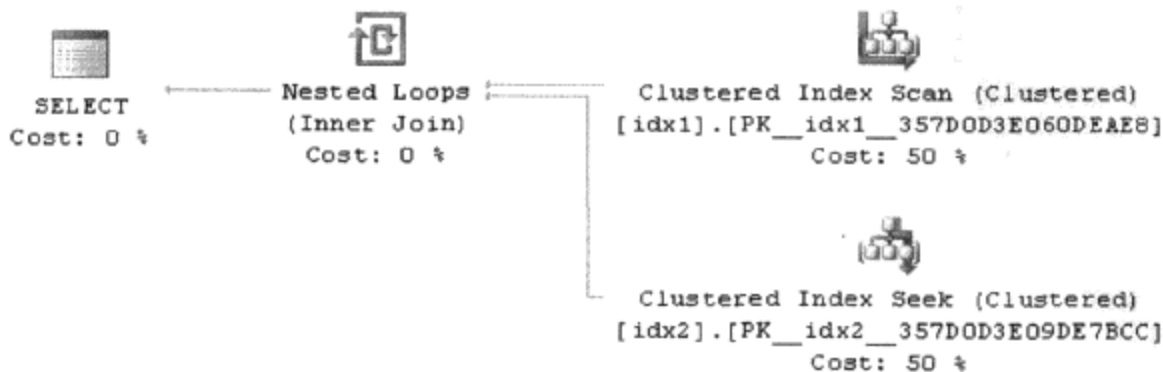 SELECT
Cost: 0 %
Nested Loops
(Inner Join)
Cost: 0 %
Clustered Index Scan (Clustered)
[idx1].[PK__idx1__357D0D3E060DEAE8]
Cost: 50 %
Clustered Index Seek (Clustered)
[idx2].[PK__idx2__357D0D3E09DE7BCC]
Cost: 50 %